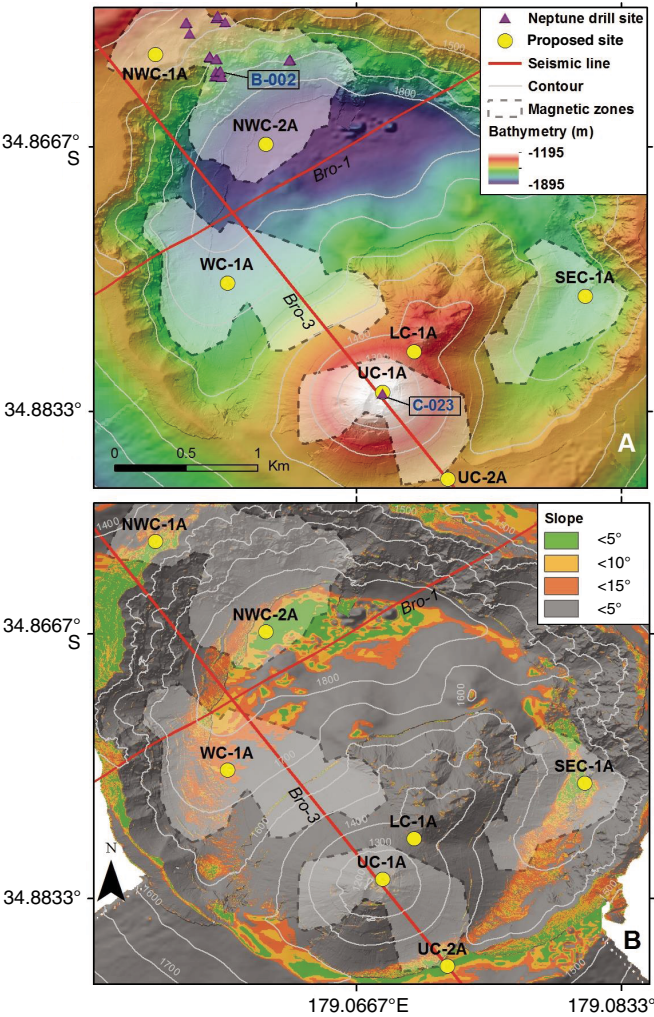 Neptune drill site
Proposed site
Seismic line
Contour
Magnetic zones
Bathymetry (m)
-1195
-1895
1500
1800
NWC-1A
B-002
NWC-2A
34.8667°
S
Bro-1
WC-1A
SEC-1A
Bro-3
LC-1A
UC-1A
C-023
34.8833°
0 0.5 1
Km
UC-2A
A
Slope
<5°
<10°
<15°
<5°
1400
1500
NWC-1A
Bro-1
NWC-2A
34.8667°
S
1800
1600
WC-1A
SEC-1A
Bro-3
1600
1400
LC-1A
1300
UC-1A
N
34.8833°
1600
UC-2A
1700
1500
B
179.0667°E
179.0833°